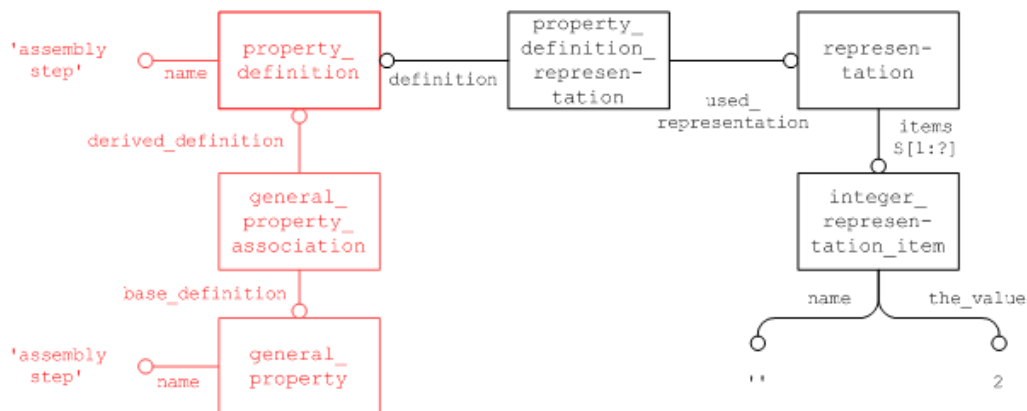 'assembly
step'
name
property_
definition
definition
property_
definition_
represen-
tation
used_
representation
represen-
tation
items
S[1:?]
derived_definition
general_
property_
association
integer_
represen-
tation_item
base_definition
name
the_value
'assembly
step'
name
general_
property
''
2